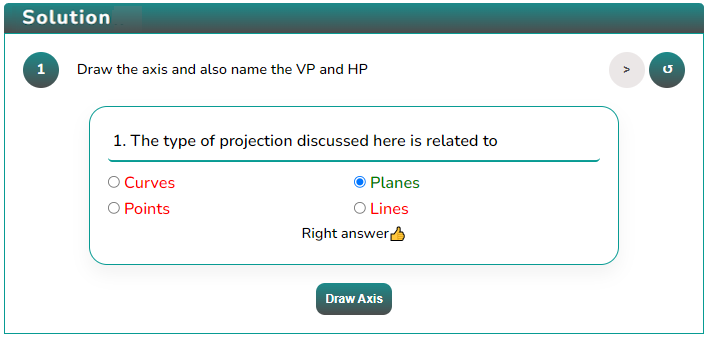 Solution
1 Draw the axis and also name the VP and HP > ↺
1. The type of projection discussed here is related to
Curves Planes
Points Lines
Right answer👍
Draw Axis